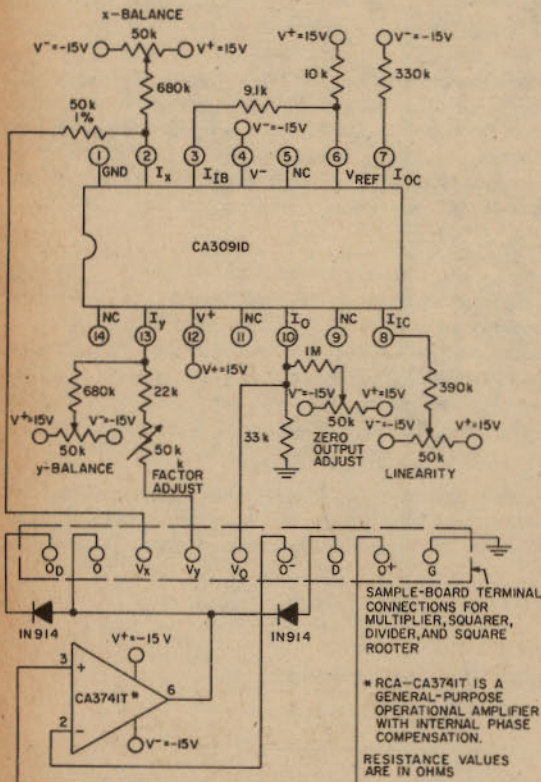 x-BALANCE
50k
V⁻=-15V
V⁺=15V
680k
50k
1%
V⁺=15V
V⁻=-15V
10k
330k
9.1k
V⁻=-15V
1 2 3 4 5 6 7
GND Ix IIB V⁻ NC VREF IOC
CA3091D
NC Iy V⁺ NC IO NC IIC
14 13 12 11 10 9 8
V+=15V
680k
22k
1M
390k
V⁺=15V
V⁻=-15V
50k
y-BALANCE
50k
k
FACTOR
ADJUST
33k
V⁻=-15V
V⁺=15V
50k
ZERO
OUTPUT
ADJUST
V⁻=-15V
V⁺=15V
50k
LINEARITY
OD O Vx Vy VO O⁻ D O⁺ G
1N914
1N914
SAMPLE-BOARD TERMINAL
CONNECTIONS FOR
MULTIPLIER, SQUARER,
DIVIDER, AND SQUARE
ROOTER
V⁺=-15 V
3 +
CA3741T*
6
2 −
V⁻=-15V
* RCA-CA3741T IS A
GENERAL-PURPOSE
OPERATIONAL AMPLIFIER
WITH INTERNAL PHASE
COMPENSATION.
RESISTANCE VALUES
ARE IN OHMS